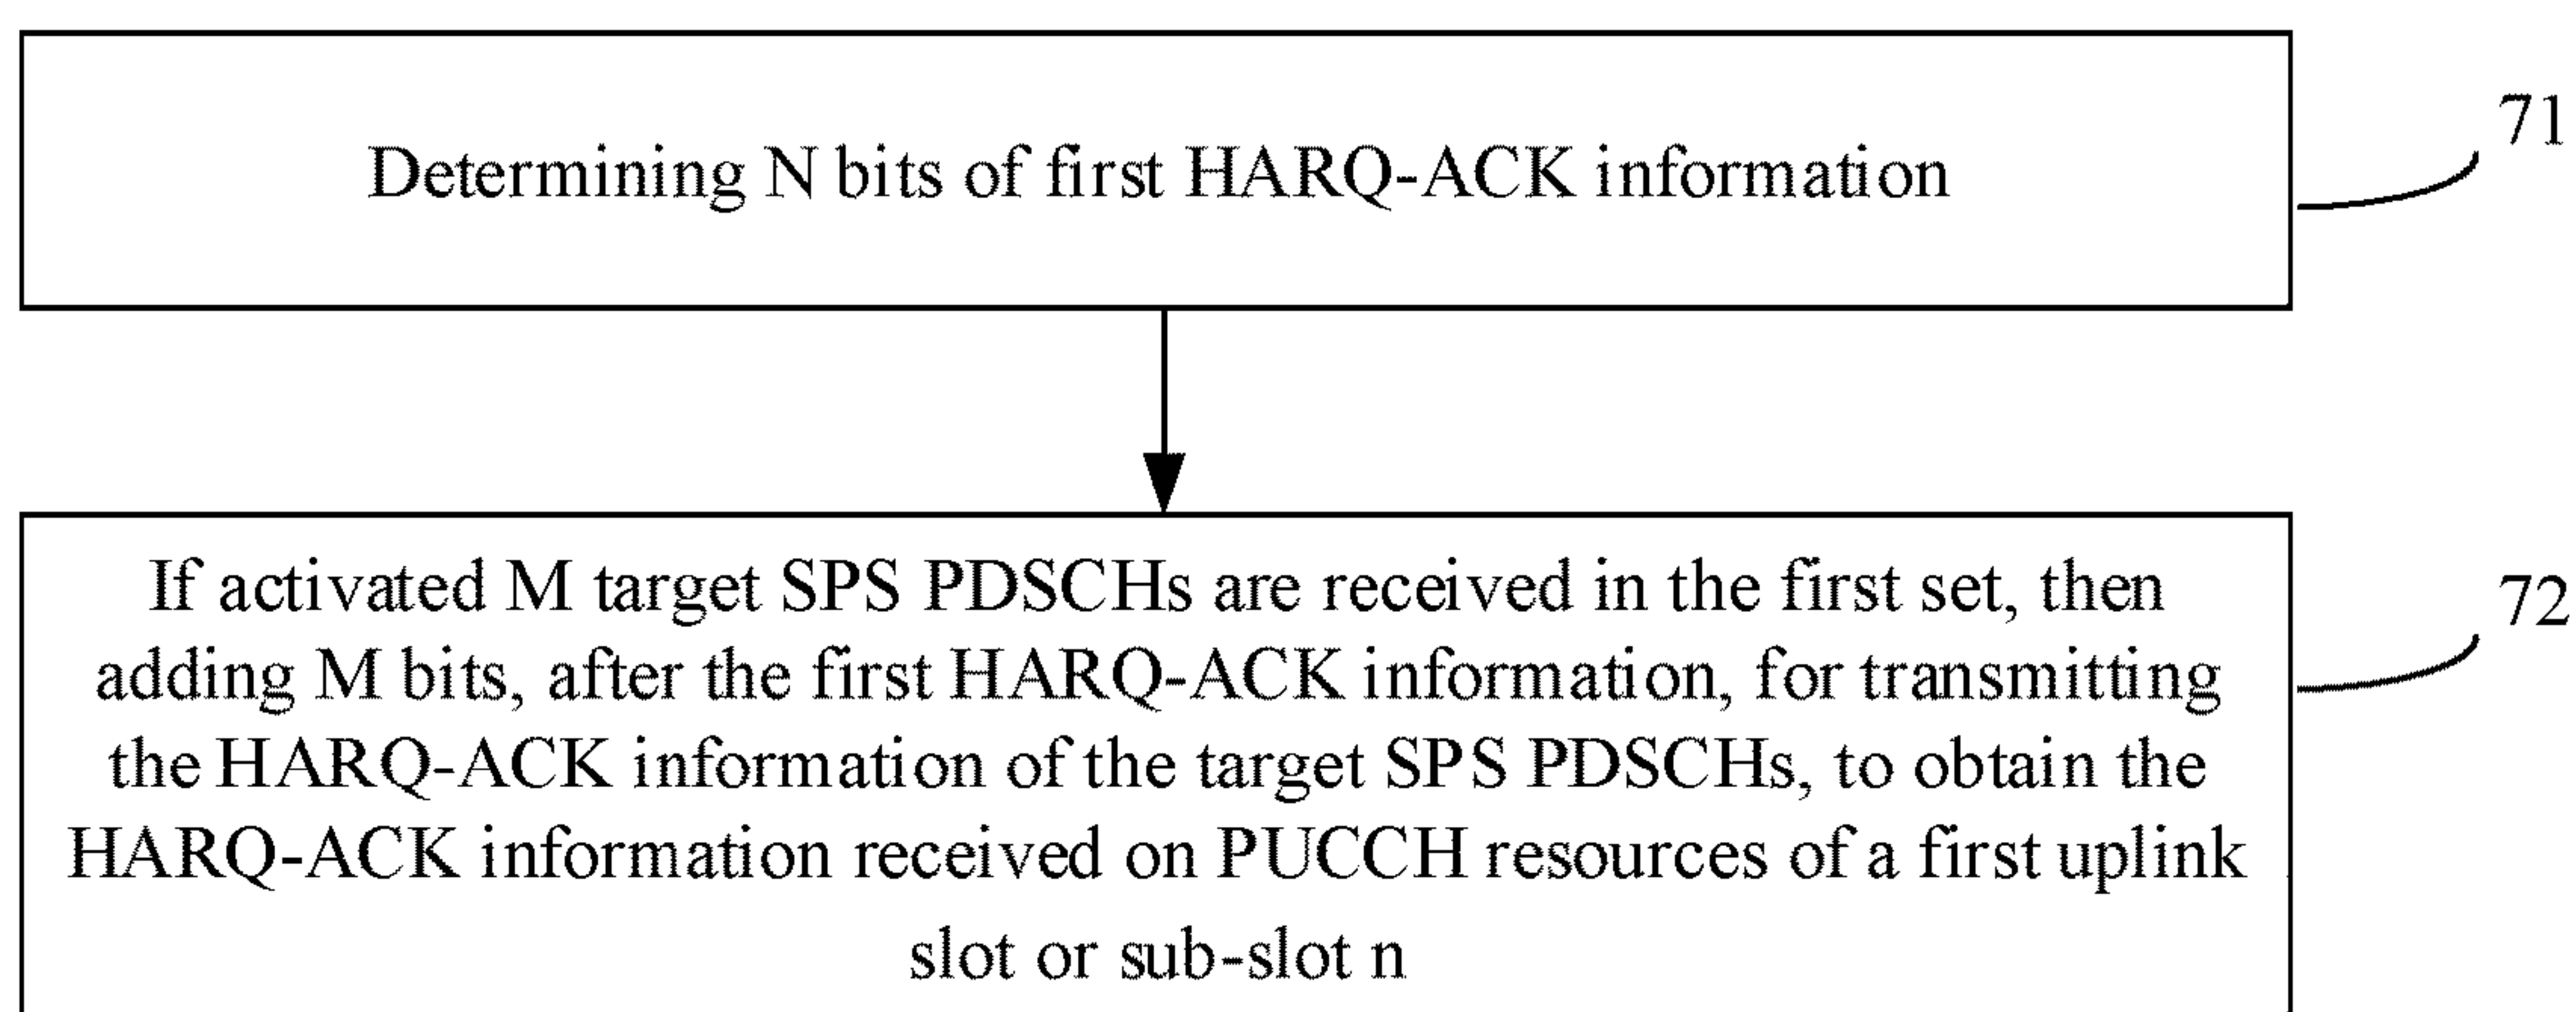 Determining N bits of first HARQ-ACK information
71
If activated M target SPS PDSCHs are received in the first set, then
adding M bits, after the first HARQ-ACK information, for transmitting
the HARQ-ACK information of the target SPS PDSCHs, to obtain the
HARQ-ACK information received on PUCCH resources of a first uplink
slot or sub-slot n
72